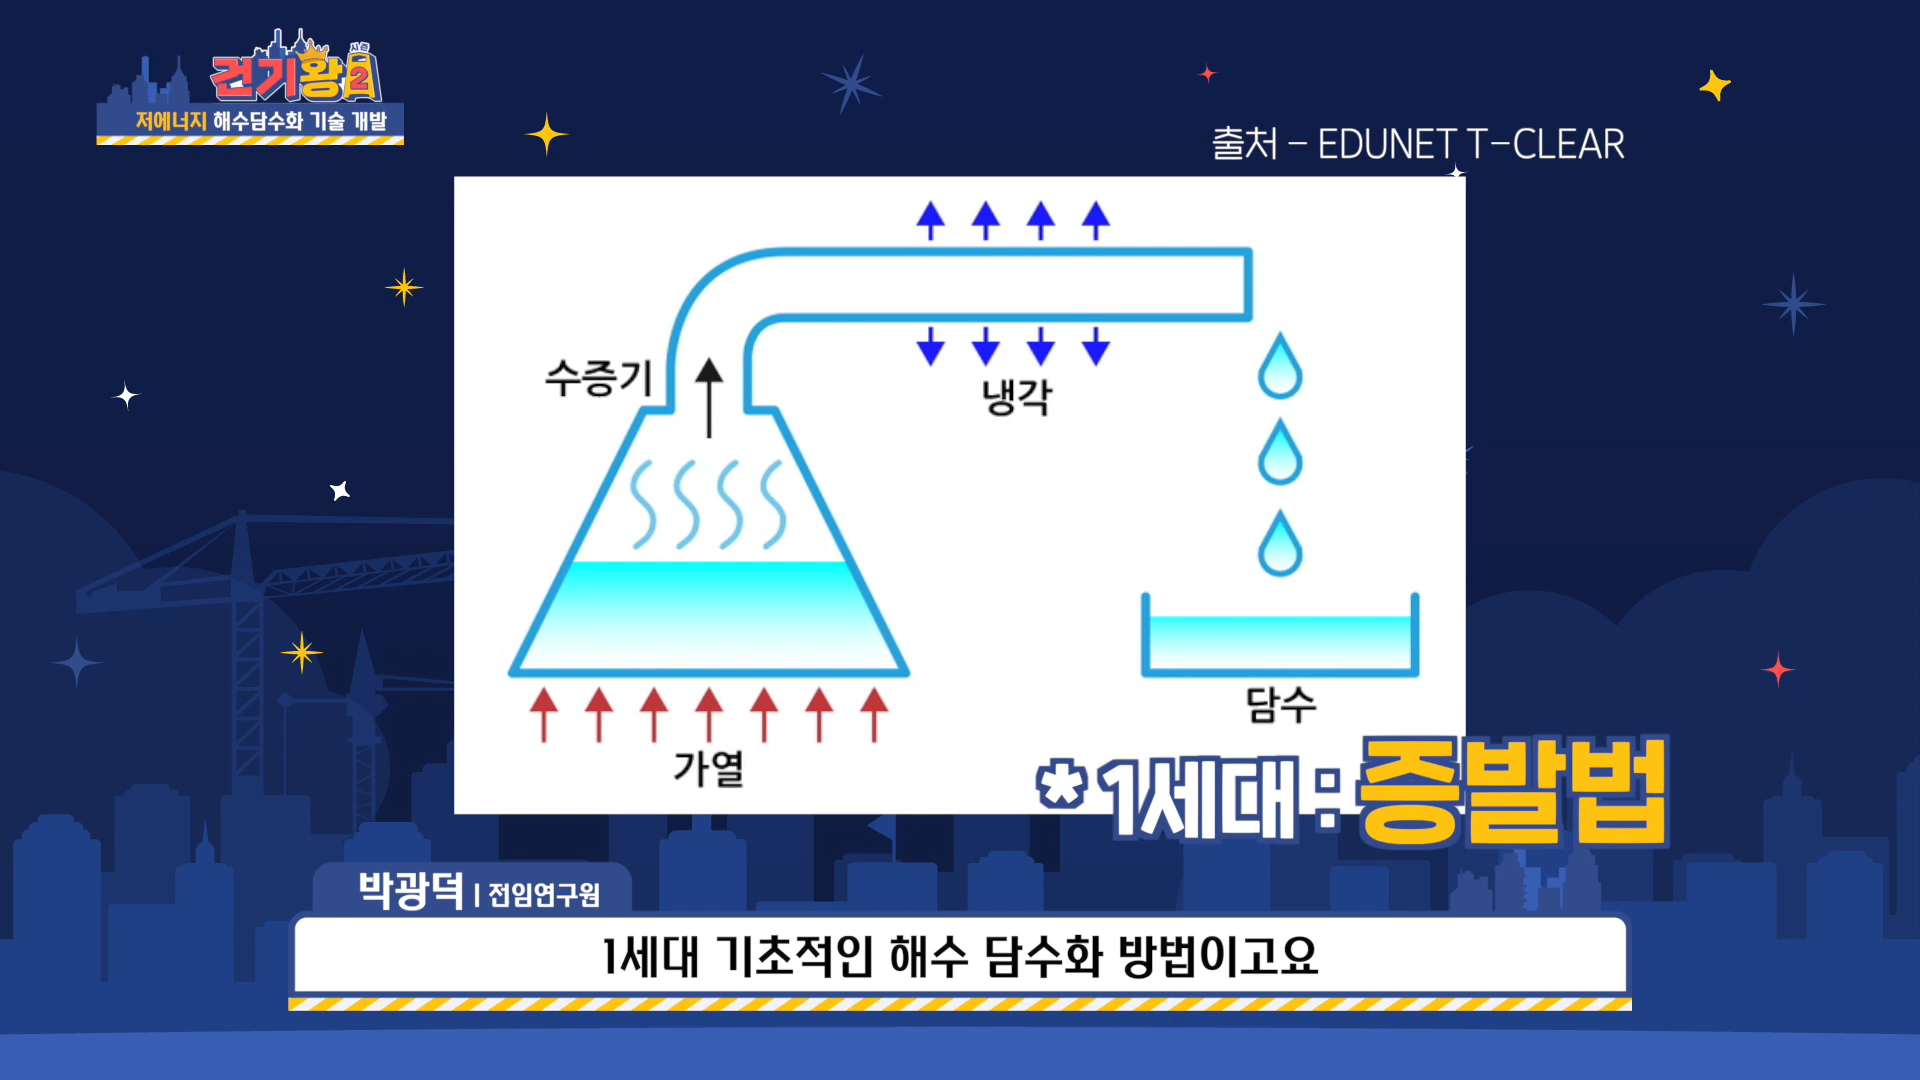 건기왕 시즌2
저에너지 해수담수화 기술 개발
출처 - EDUNET T-CLEAR
수증기
냉각
담수
가열
*1세대 : 증발법
박광덕 | 전임연구원
1세대 기초적인 해수 담수화 방법이고요